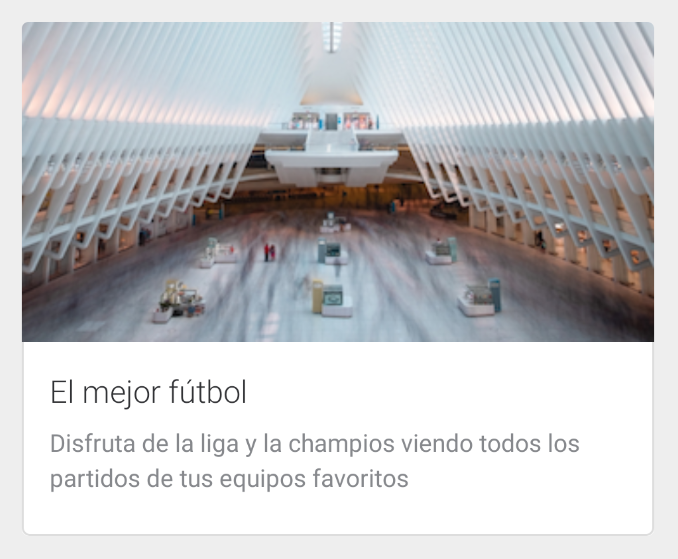 El mejor fútbol
Disfruta de la liga y la champios viendo todos los
partidos de tus equipos favoritos